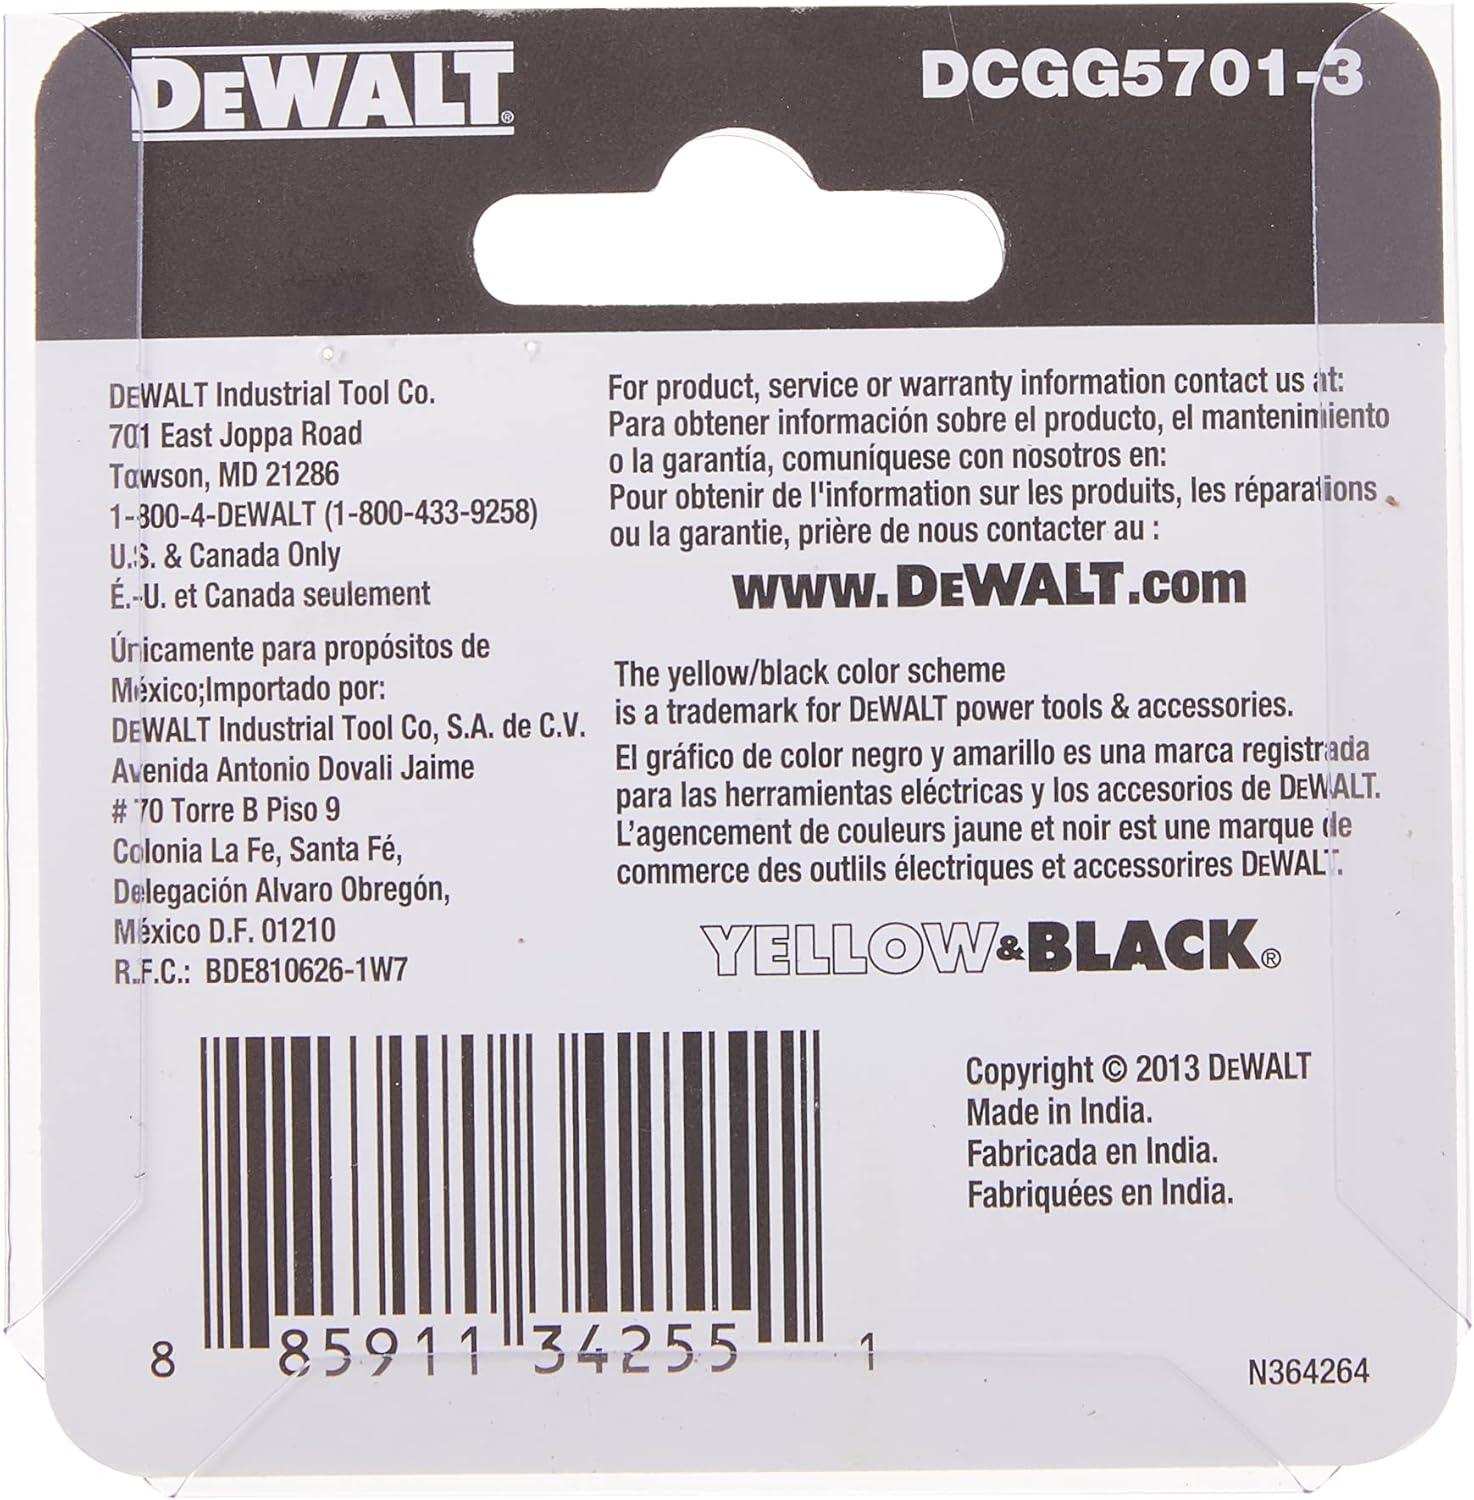 DEWALT®
DCGG5701-3
DEWALT Industrial Tool Co.
701 East Joppa Road
Towson, MD 21286
1-800-4-DEWALT (1-800-433-9258)
U.S. & Canada Only
É.-U. et Canada seulement
Únicamente para propósitos de
México;Importado por:
DEWALT Industrial Tool Co, S.A. de C.V.
Avenida Antonio Dovali Jaime
# 70 Torre B Piso 9
Colonia La Fe, Santa Fé,
Delegación Alvaro Obregón,
México D.F. 01210
R.F.C.: BDE810626-1W7
For product, service or warranty information contact us at:
Para obtener información sobre el producto, el mantenimiento
o la garantía, comuníquese con nosotros en:
Pour obtenir de l'information sur les produits, les réparations
ou la garantie, prière de nous contacter au :
www.DEWALT.com
The yellow/black color scheme
is a trademark for DEWALT power tools & accessories.
El gráfico de color negro y amarillo es una marca registrada
para las herramientas eléctricas y los accesorios de DEWALT.
L’agencement de couleurs jaune et noir est une marque de
commerce des outlils électriques et accessorires DEWALT.
YELLOW&BLACK®
Copyright © 2013 DEWALT
Made in India.
Fabricada en India.
Fabriquées en India.
8 85911 34255 1
N364264